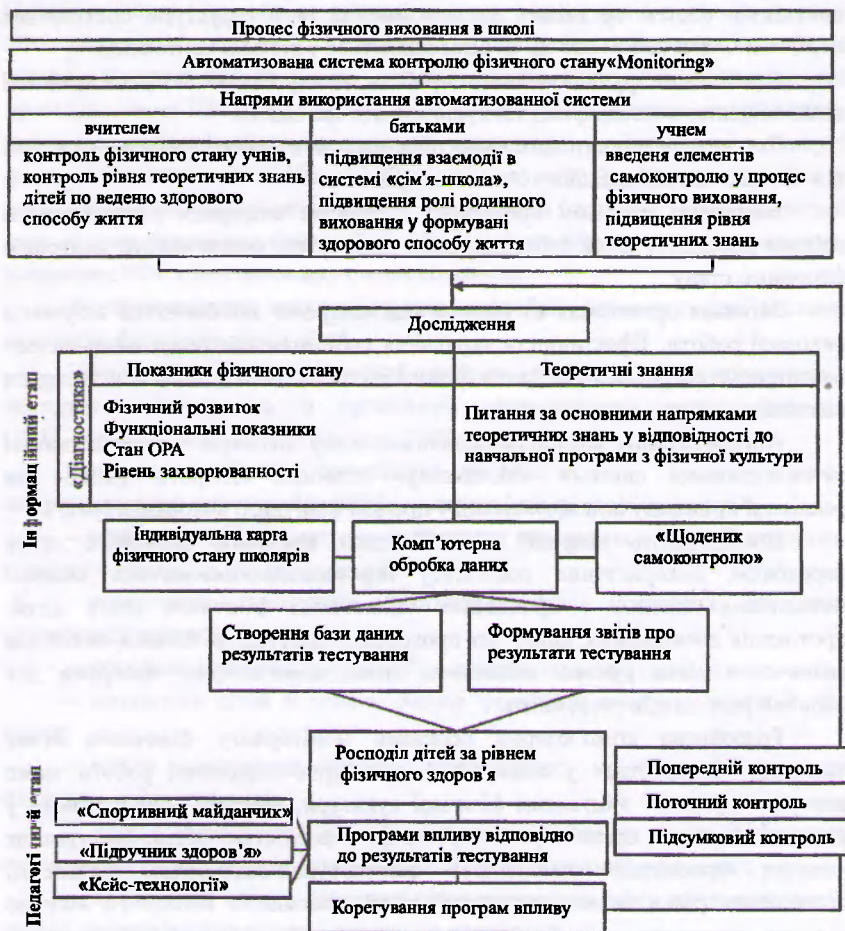 Процес фізичного виховання в школі
Автоматизована система контролю фізичного стану«Monitoring»
Напрями використання автоматизованної системи
вчителем
контроль фізичного стану учнів,
контроль рівня теоретичних знань
дітей по веденю здорового
способу життя
батьками
підвищення взаємодії в
системі «сім’я-школа»,
підвищення ролі родинного
виховання у формувані
здорового способу життя
учнем
введеня елементів
самоконтролю у процес
фізичного виховання,
підвищення рівня
теоретичних знань
Дослідження
Інформаційний етап
«Діагностика»
Показники фізичного стану
Фізичний розвиток
Функціональні показники
Стан ОРА
Рівень захворюванності
Теоретичні знання
Питання за основними напрямками
теоретичних знань у відповідності до
навчальної програми з фізичної культури
Індивідуальна карта
фізичного стану школярів
Комп’ютерна
обробка даних
«Щоденик
самоконтролю»
Створення бази даних
результатів тестування
Формування звітів про
результати тестування
Педагогічний етап
Росподіл дітейза рівнем
фізичного здоров'я
«Спортивний майданчик»
«Підручник здоров’я»
«Кейс-технології»
Програми впливу відповідно
до результатів тестування
Корегування програм впливу
Попередній контроль
Поточний контроль
Підсумковий контроль